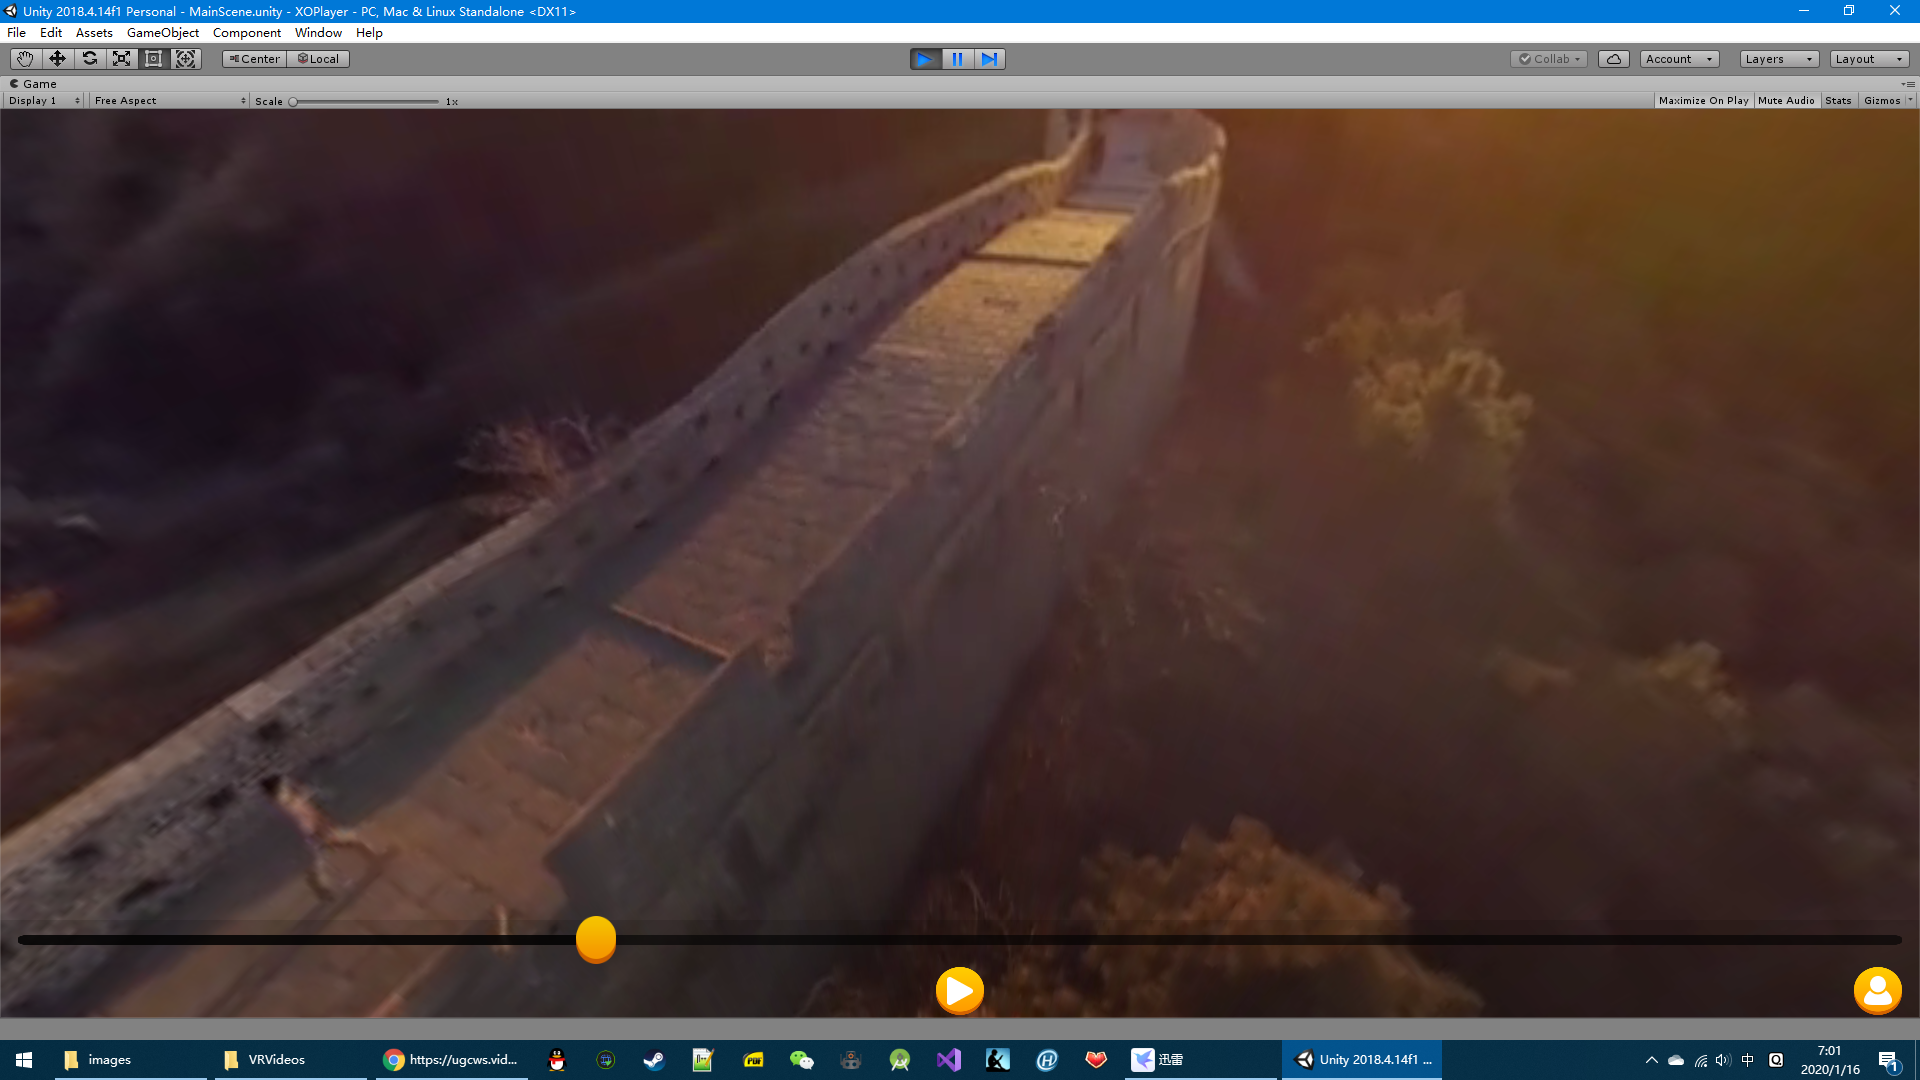 Unity 2018.4.14f1 Personal - MainScene.unity - XOPlayer - PC, Mac & Linux Standalone <DX11>
File Edit Assets GameObject Component Window Help
Center Local Collab Account Layers Layout
Game
Display 1 Free Aspect Scale 1x Maximize On Play Mute Audio Stats Gizmos
images VRVideos https://ugcws.vid... PDF 迅雷 Unity 2018.4.14f1 ... 中 7:01
2020/1/16 1